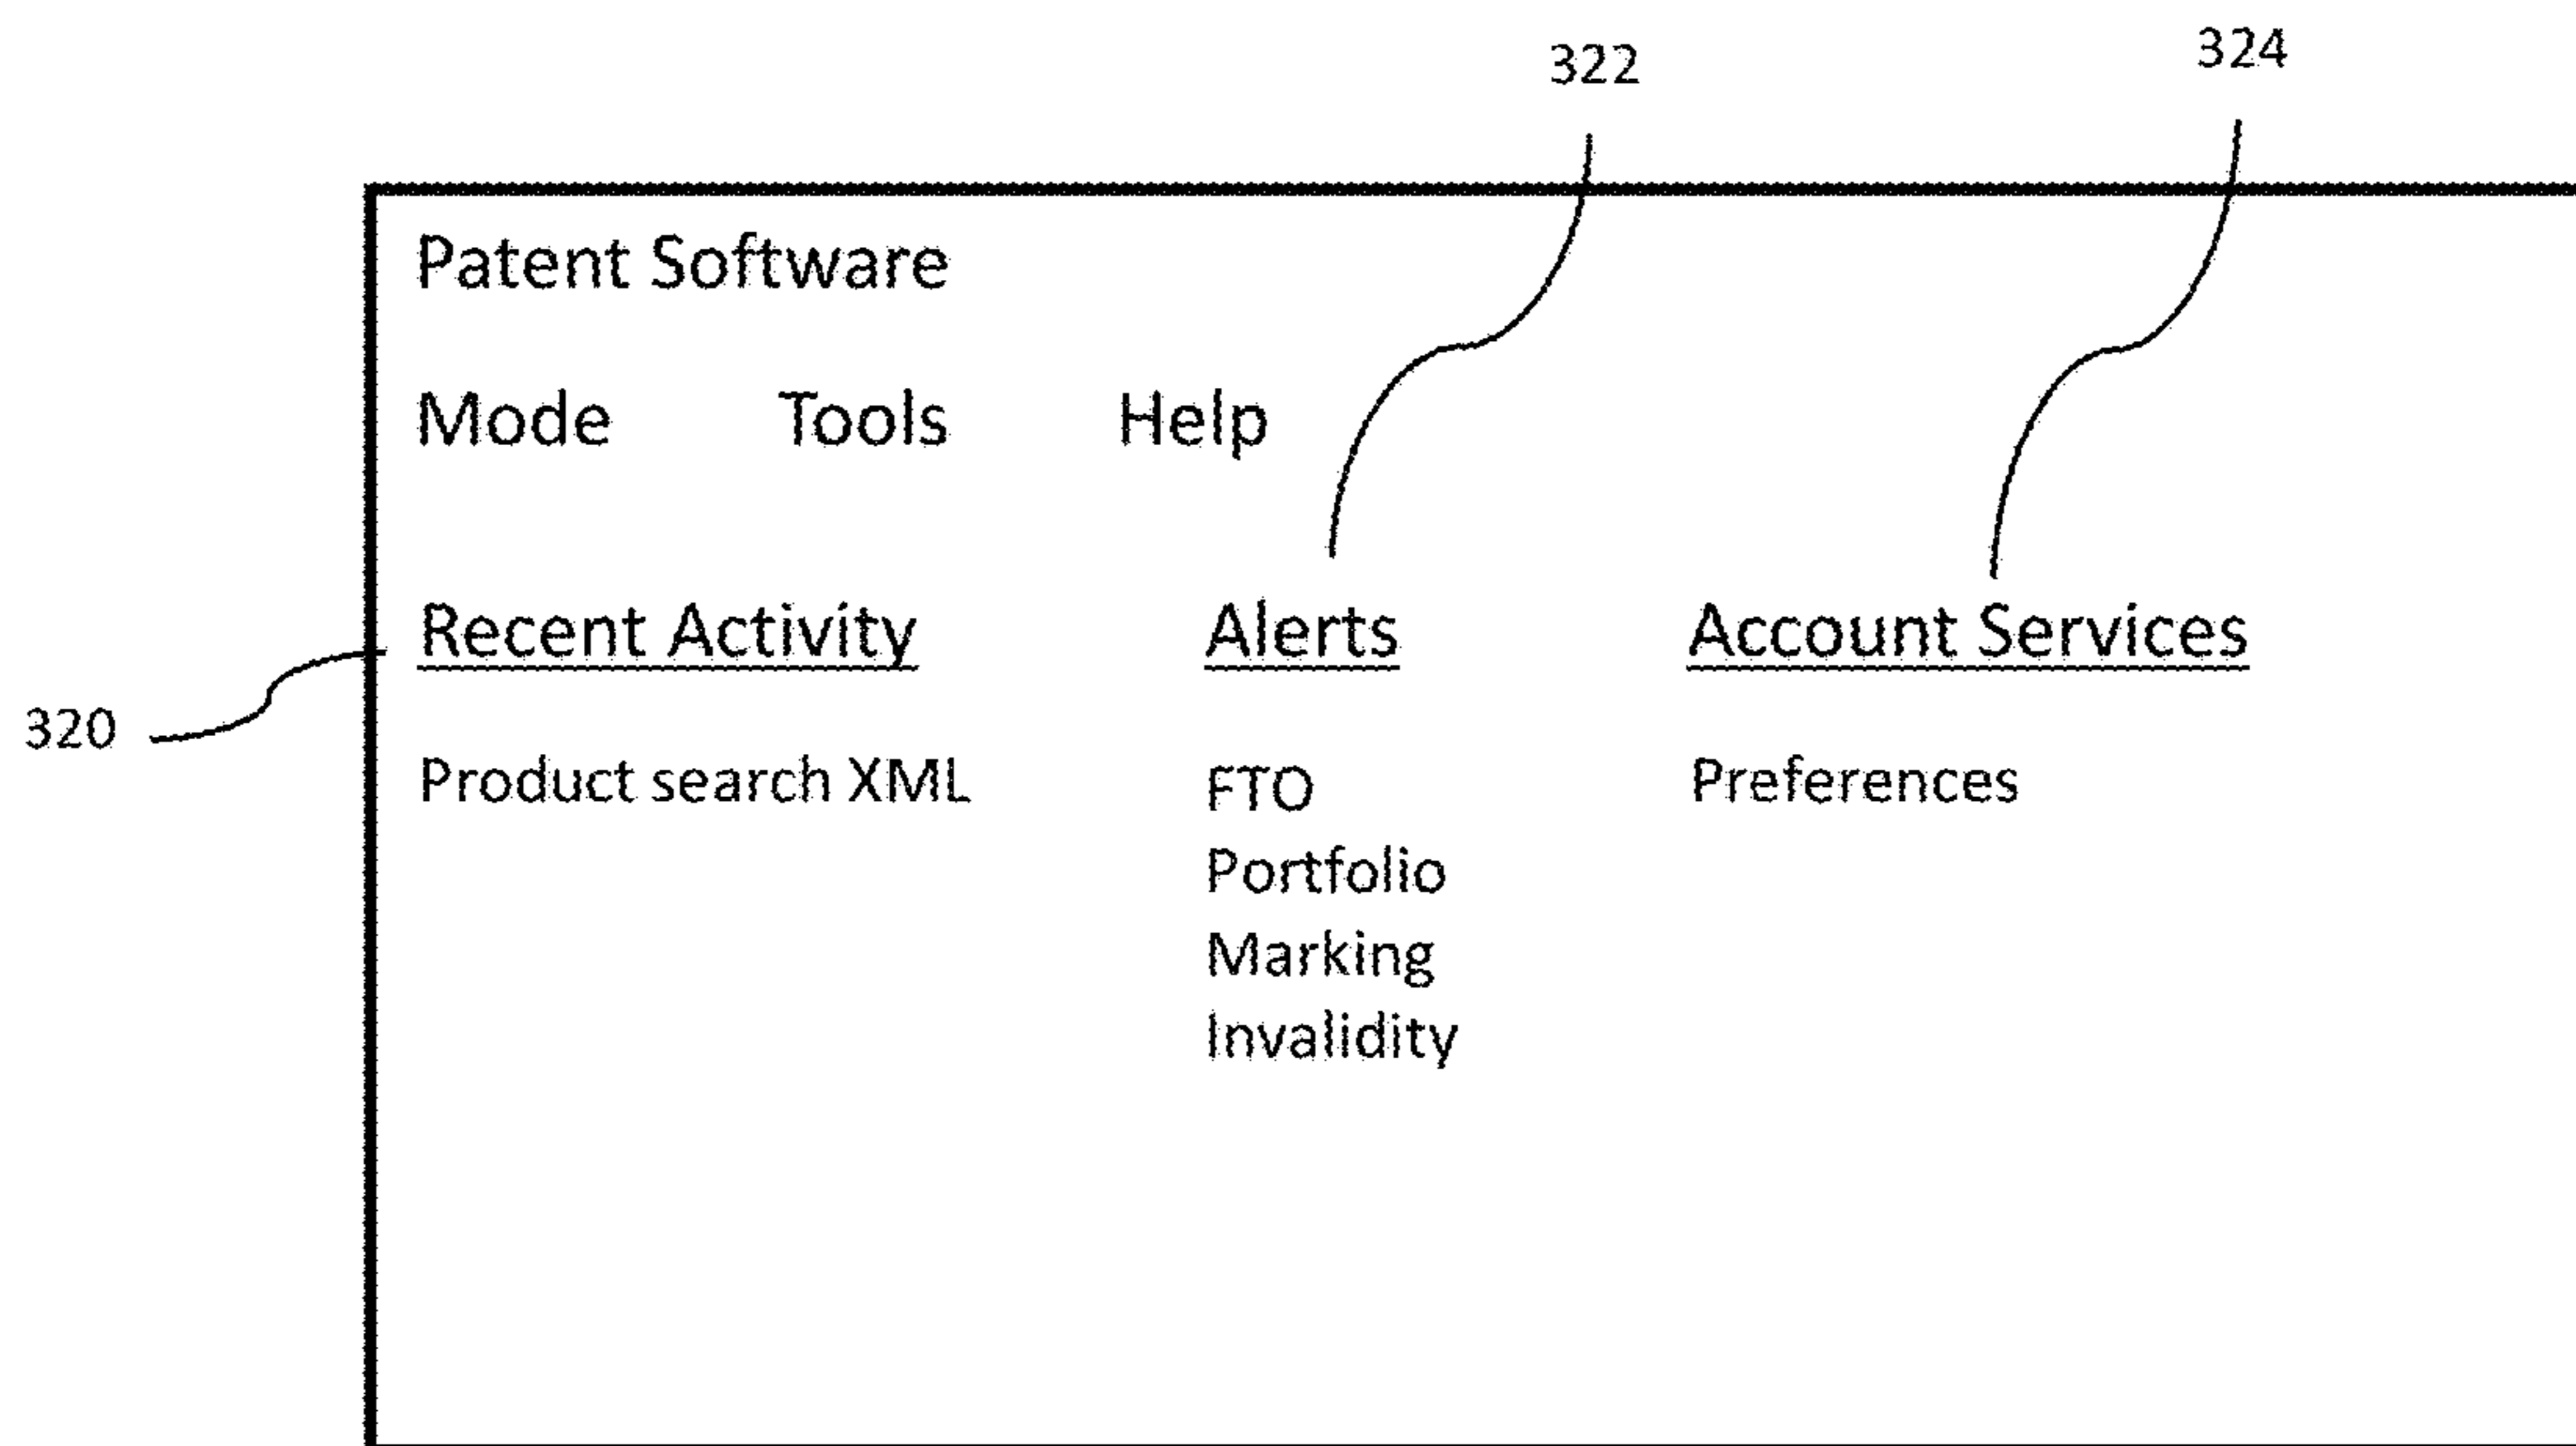 322
324
Patent Software
Mode Tools Help
Recent Activity Alerts Account Services
320
Product search XML FTO Preferences
Portfolio
Marking
Invalidity